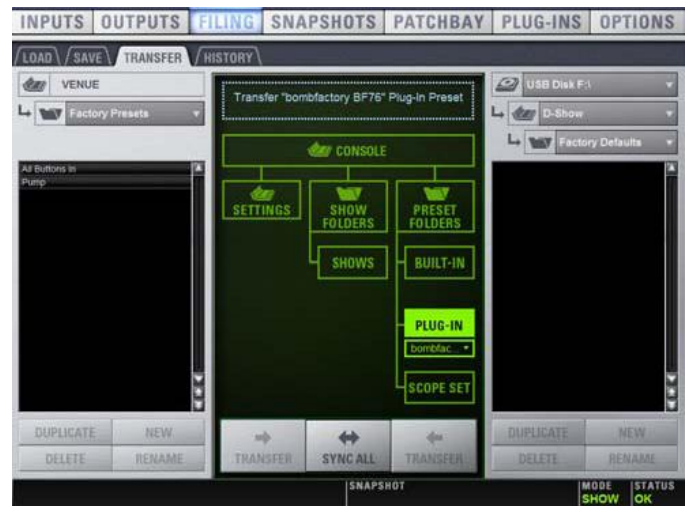 INPUTS OUTPUTS FILING SNAPSHOTS PATCHBAY PLUG-INS OPTIONS
LOAD SAVE TRANSFER HISTORY
VENUE
Factory Presets
All Buttons In
Pump
Transfer "bombfactory BF76" Plug-In Preset
CONSOLE
SETTINGS
SHOW
FOLDERS
PRESET
FOLDERS
SHOWS
BUILT-IN
PLUG-IN
bombfac...
SCOPE SET
USB Disk F:\
D-Show
Factory Defaults
DUPLICATE NEW
DELETE RENAME
TRANSFER SYNC ALL TRANSFER
DUPLICATE NEW
DELETE RENAME
SNAPSHOT
MODE STATUS
SHOW OK